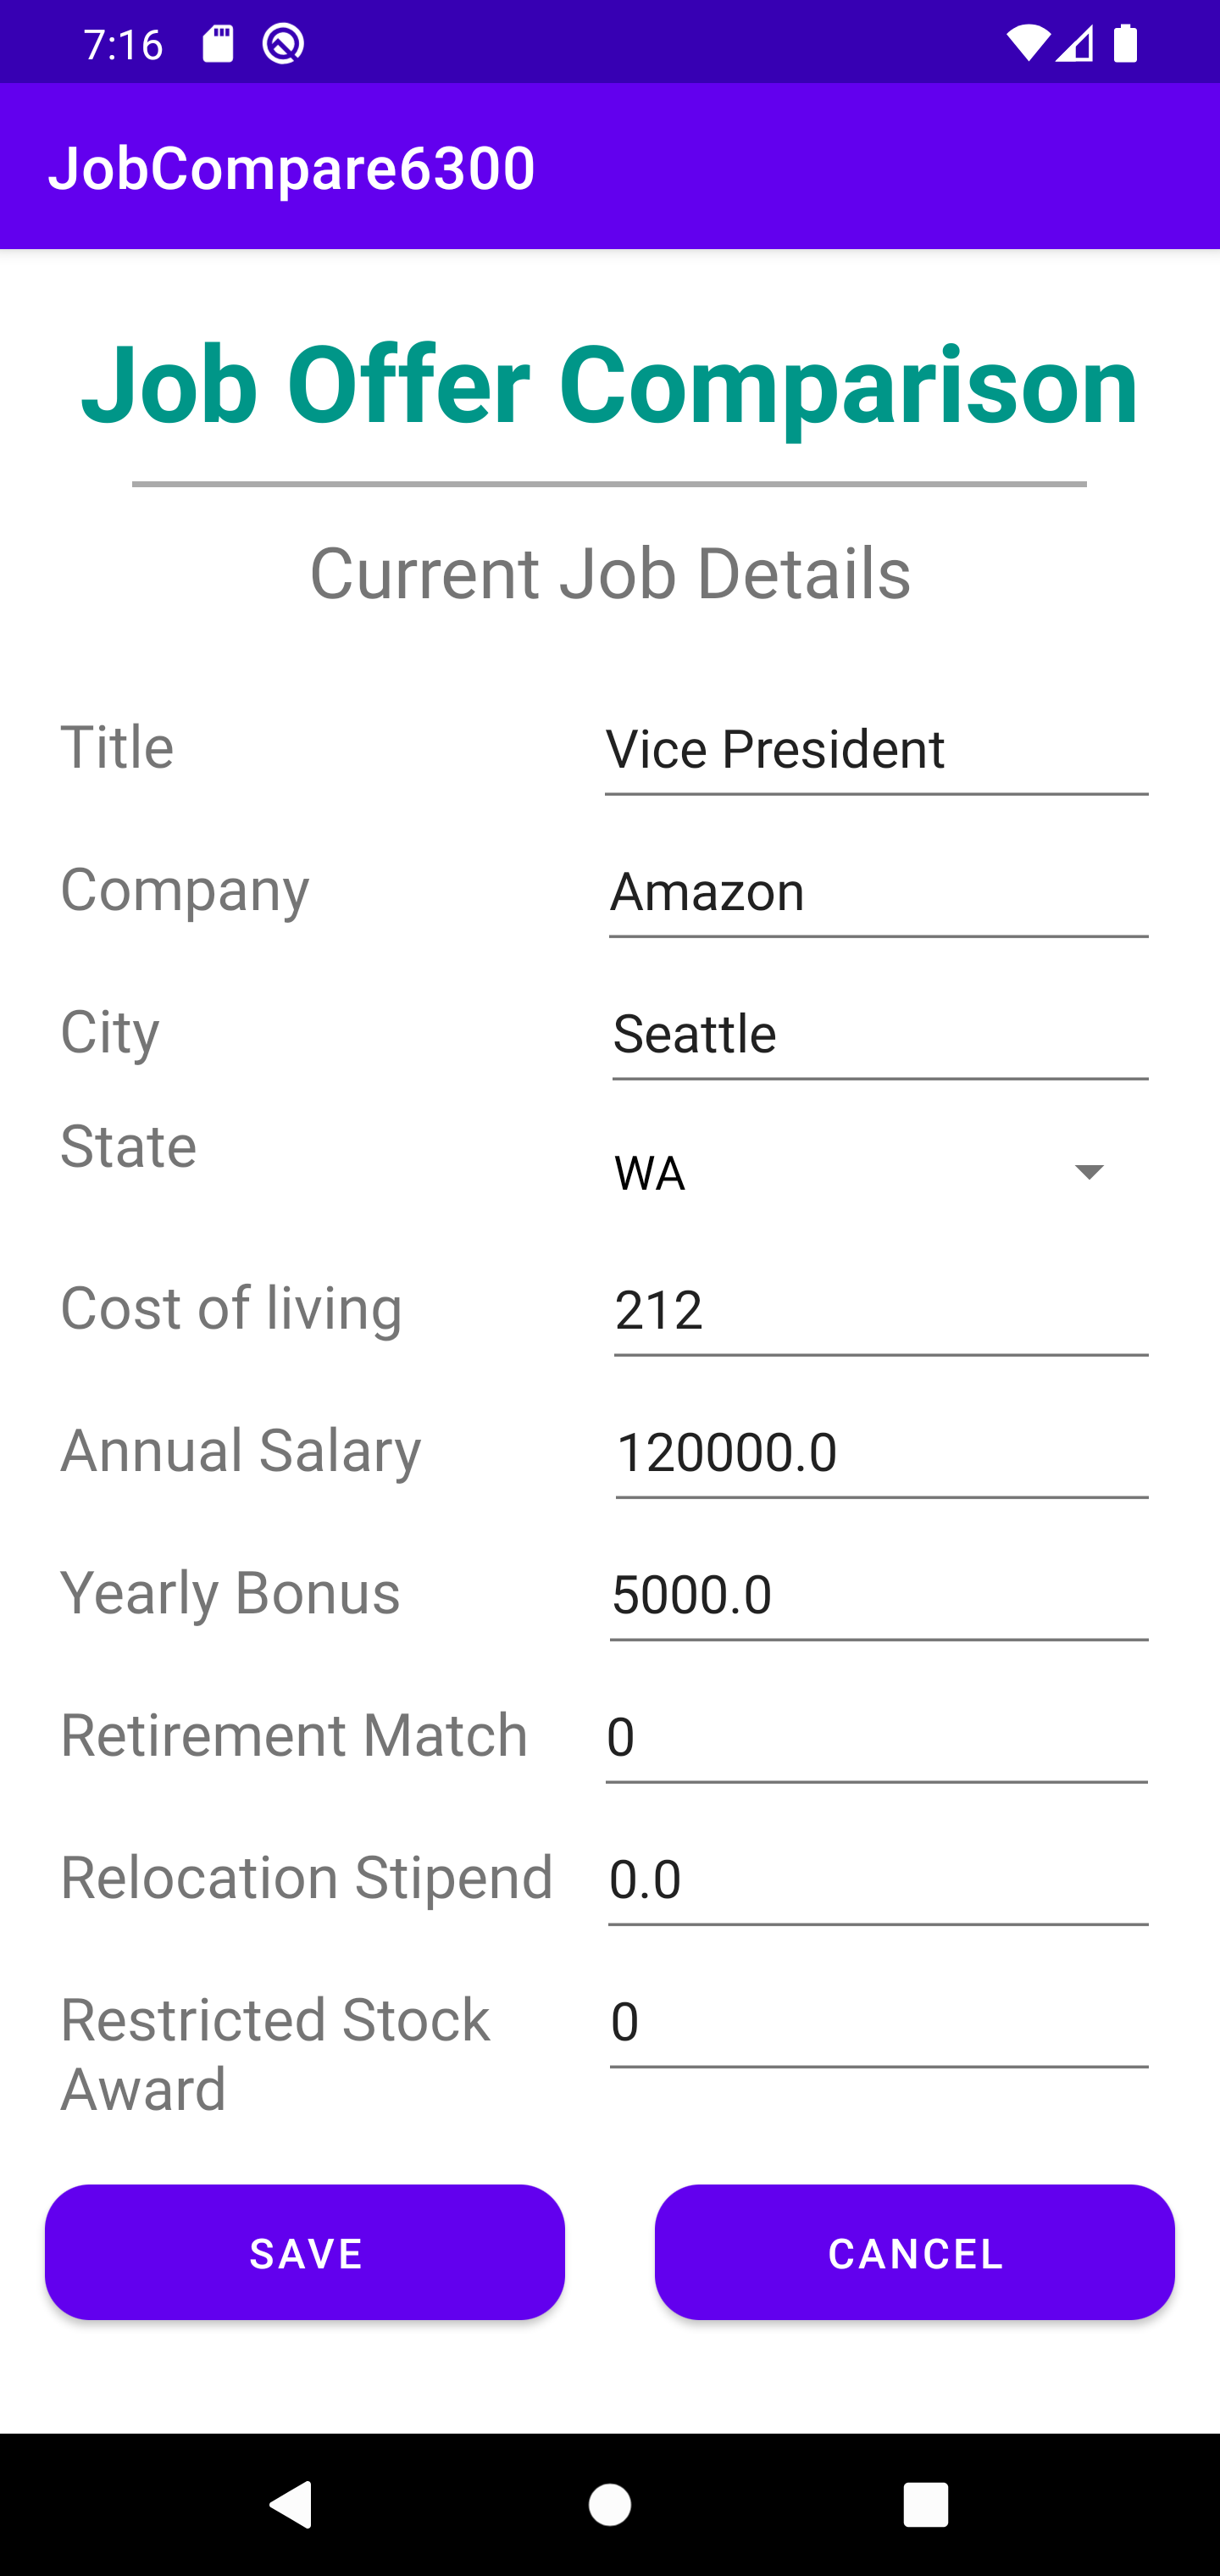 7:16
JobCompare6300
Job Offer Comparison
Current Job Details
Title Vice President
Company Amazon
City Seattle
State WA
Cost of living 212
Annual Salary 120000.0
Yearly Bonus 5000.0
Retirement Match 0
Relocation Stipend 0.0
Restricted Stock 0
Award
SAVE CANCEL